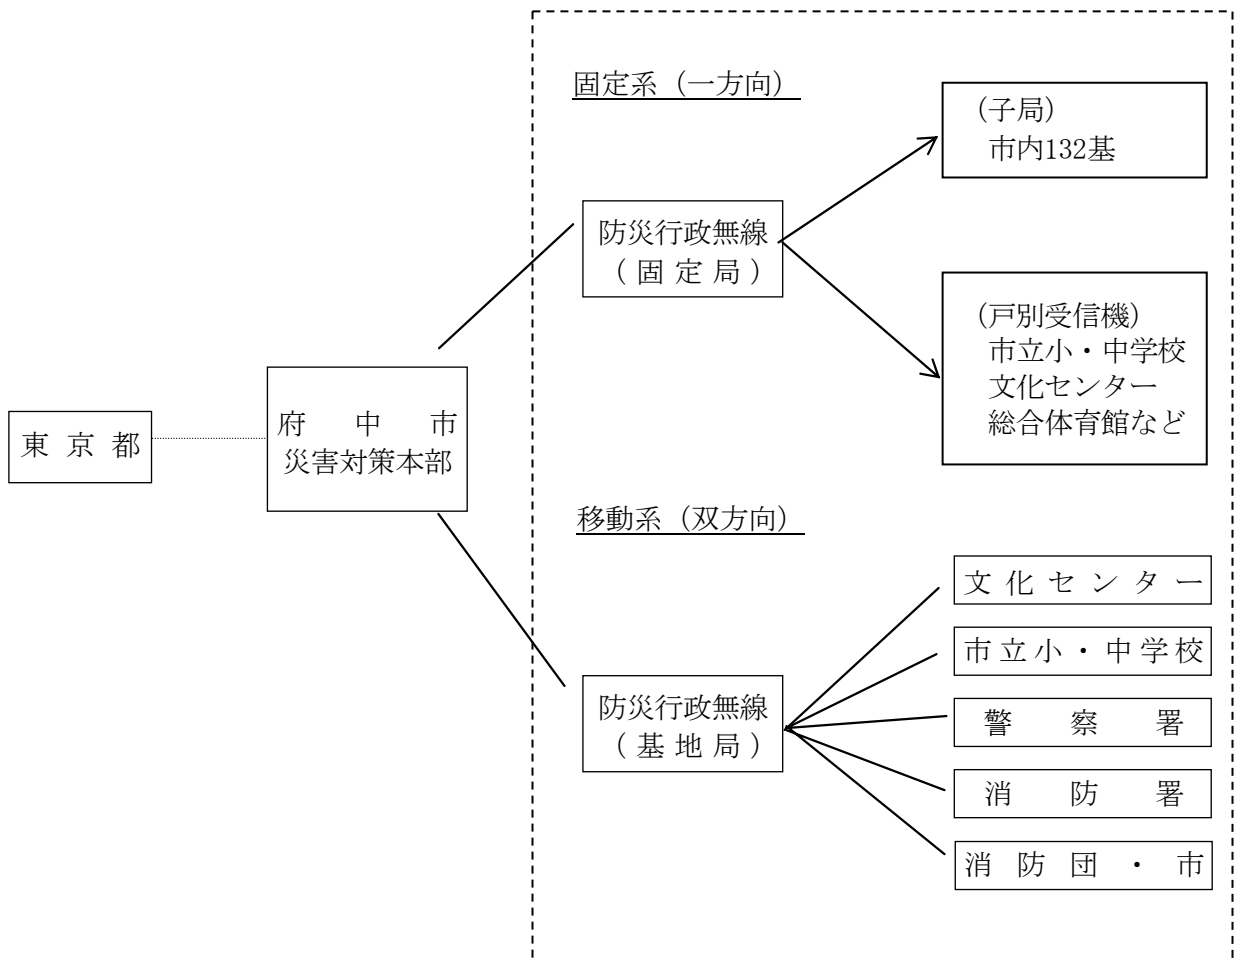 固定系（一方向）
（子局）
市内132基
防災行政無線
（固定局）
（戸別受信機）
市立小・中学校
文化センター
総合体育館など
東京都
府中市
災害対策本部
移動系（双方向）
文化センター
市立小・中学校
防災行政無線
（基地局）
警察署
消防署
消防団・市